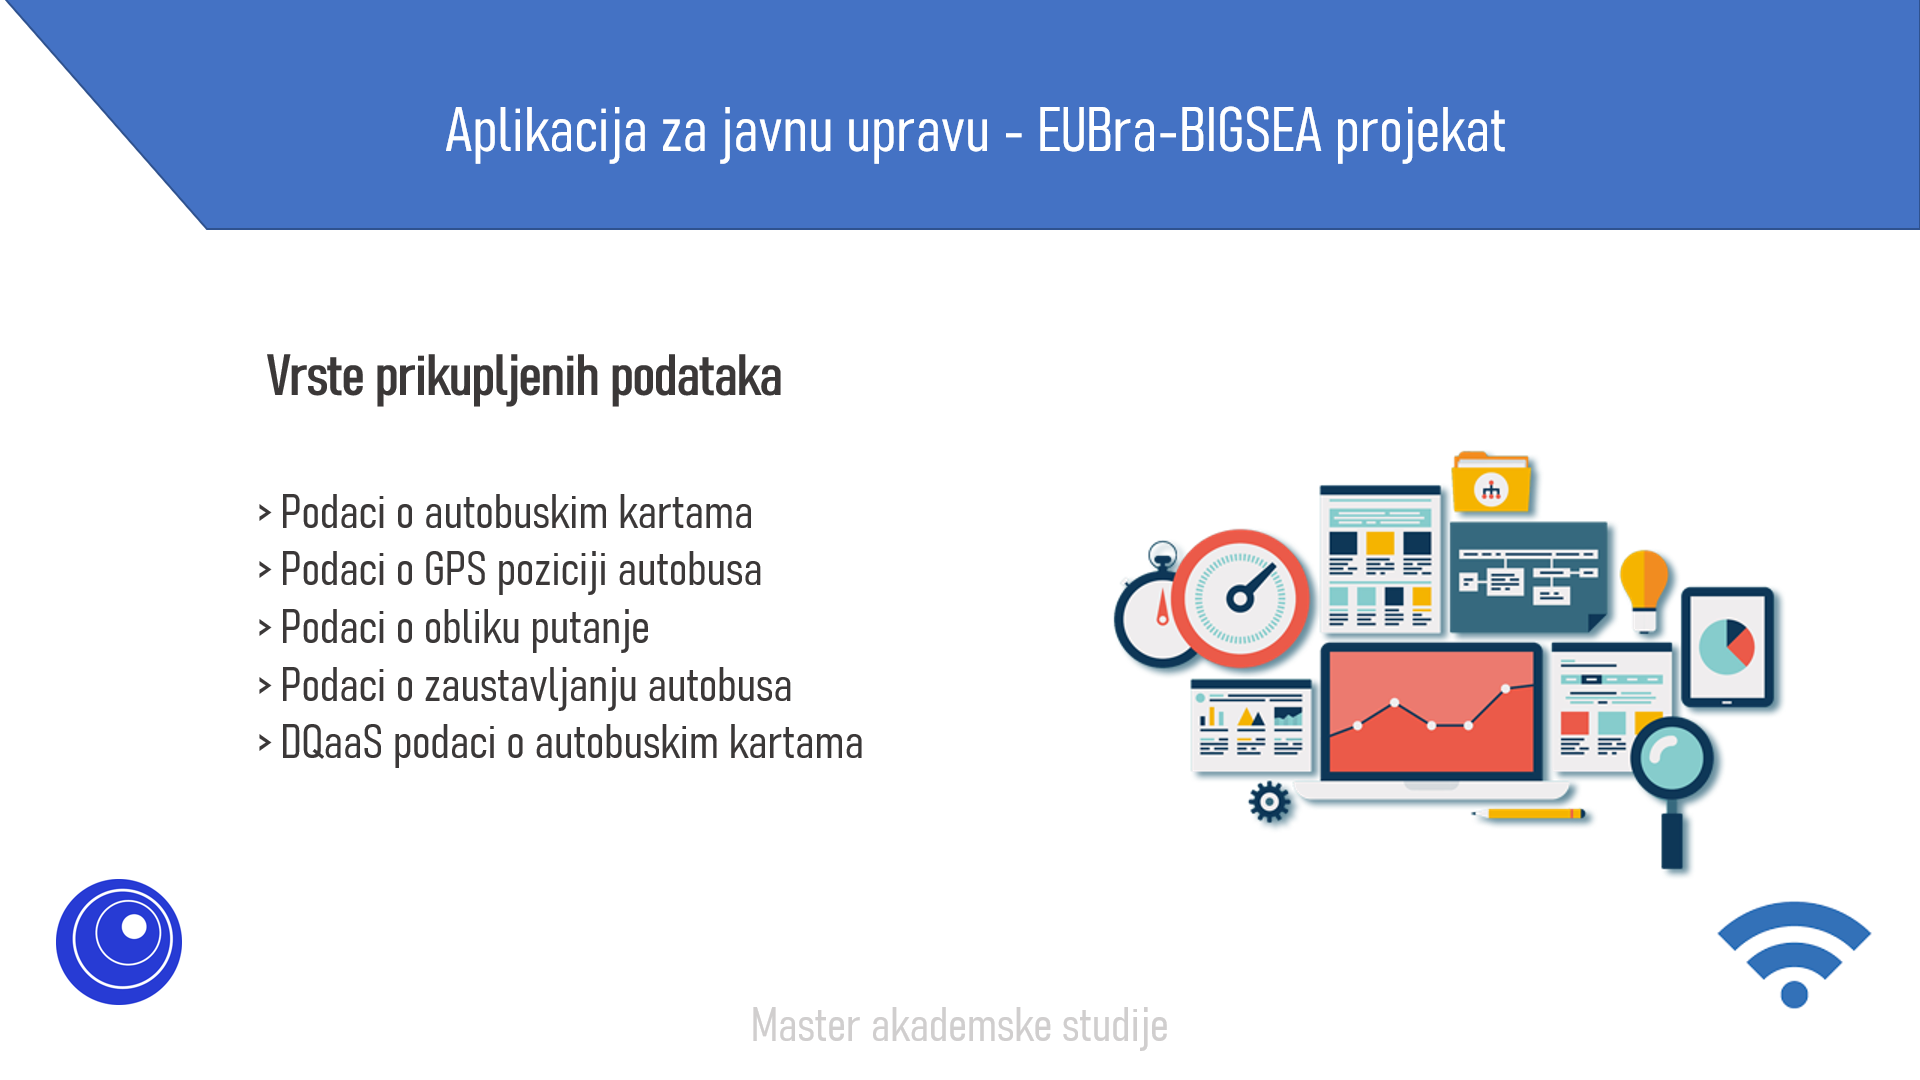 Aplikacija za javnu upravu - EUBra-BIGSEA projekat
Vrste prikupljenih podataka
> Podaci o autobuskim kartama
> Podaci o GPS poziciji autobusa
> Podaci o obliku putanje
> Podaci o zaustavljanju autobusa
> DQaaS podaci o autobuskim kartama
Master akademske studije